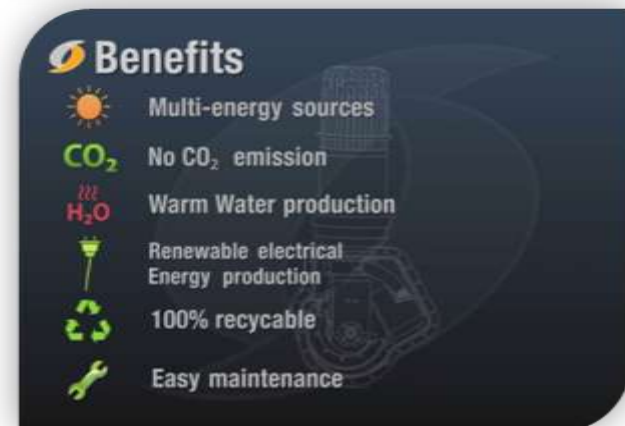 Benefits
Multi-energy sources
CO₂ No CO₂ emission
H₂O Warm Water production
Renewable electrical
Energy production
100% recycable
Easy maintenance